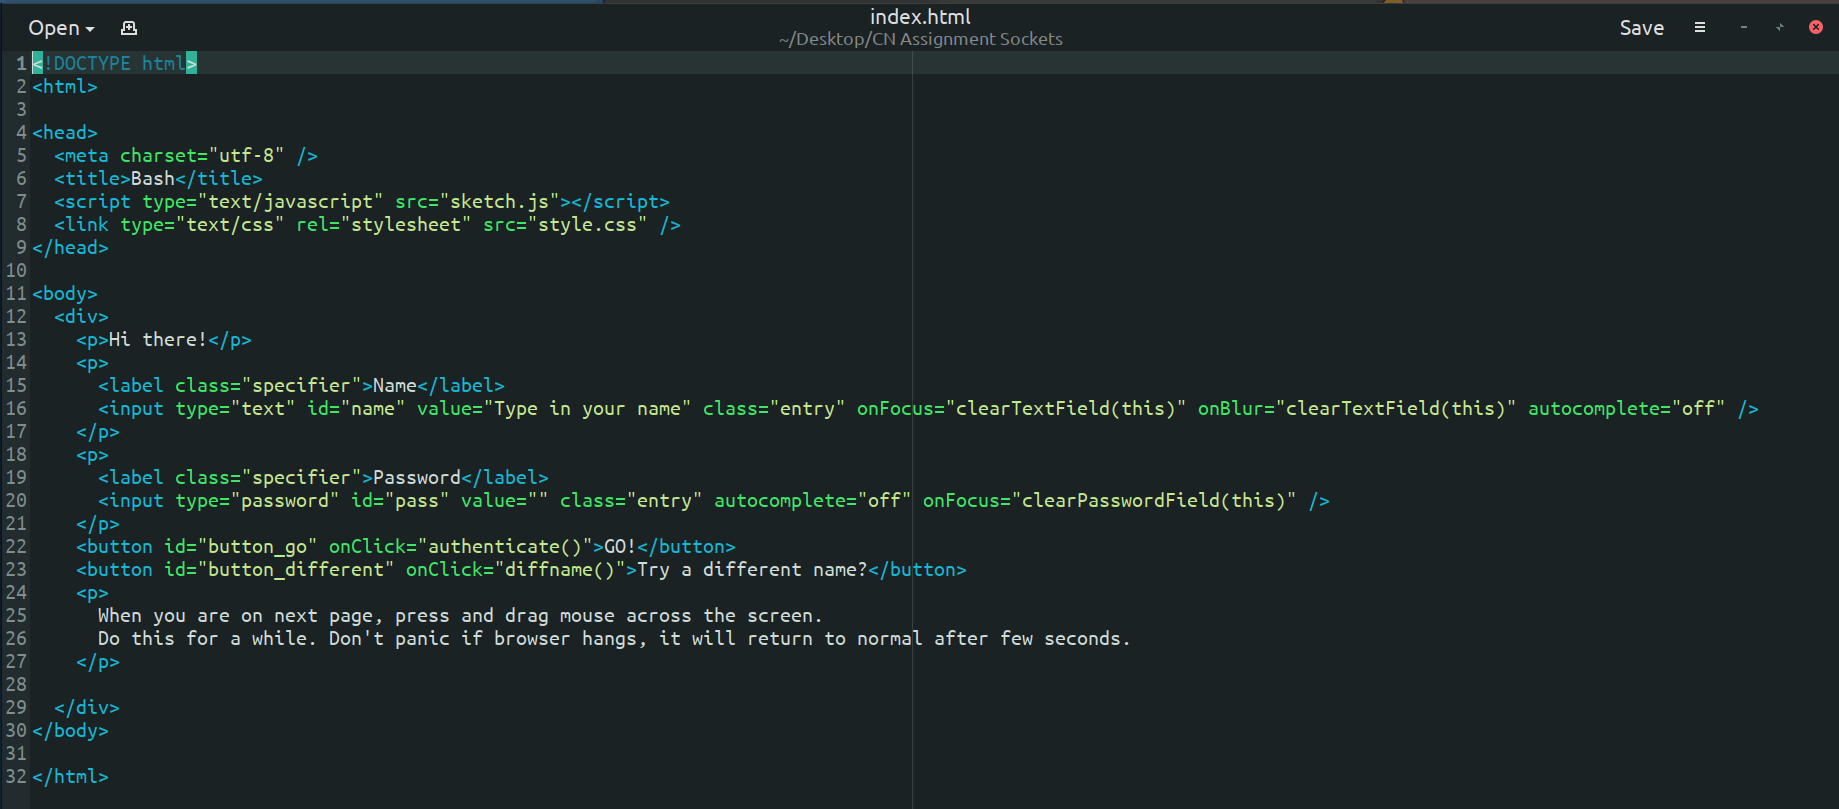 Open
index.html
~/Desktop/CN Assignment Sockets
Save
1 <!DOCTYPE html>
2 <html>
3
4 <head>
5   <meta charset="utf-8" />
6   <title>Bash</title>
7   <script type="text/javascript" src="sketch.js"></script>
8   <link type="text/css" rel="stylesheet" src="style.css" />
9 </head>
10
11 <body>
12   <div>
13     <p>Hi there!</p>
14     <p>
15       <label class="specifier">Name</label>
16       <input type="text" id="name" value="Type in your name" class="entry" onFocus="clearTextField(this)" onBlur="clearTextField(this)" autocomplete="off" />
17     </p>
18     <p>
19       <label class="specifier">Password</label>
20       <input type="password" id="pass" value="" class="entry" autocomplete="off" onFocus="clearPasswordField(this)" />
21     </p>
22     <button id="button_go" onClick="authenticate()">GO!</button>
23     <button id="button_different" onClick="diffname()">Try a different name?</button>
24     <p>
25       When you are on next page, press and drag mouse across the screen.
26       Do this for a while. Don't panic if browser hangs, it will return to normal after few seconds.
27     </p>
28
29   </div>
30 </body>
31
32 </html>